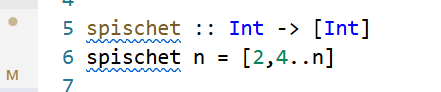 4
M
5 spischet :: Int -> [Int]
6 spischet n = [2,4..n]
7